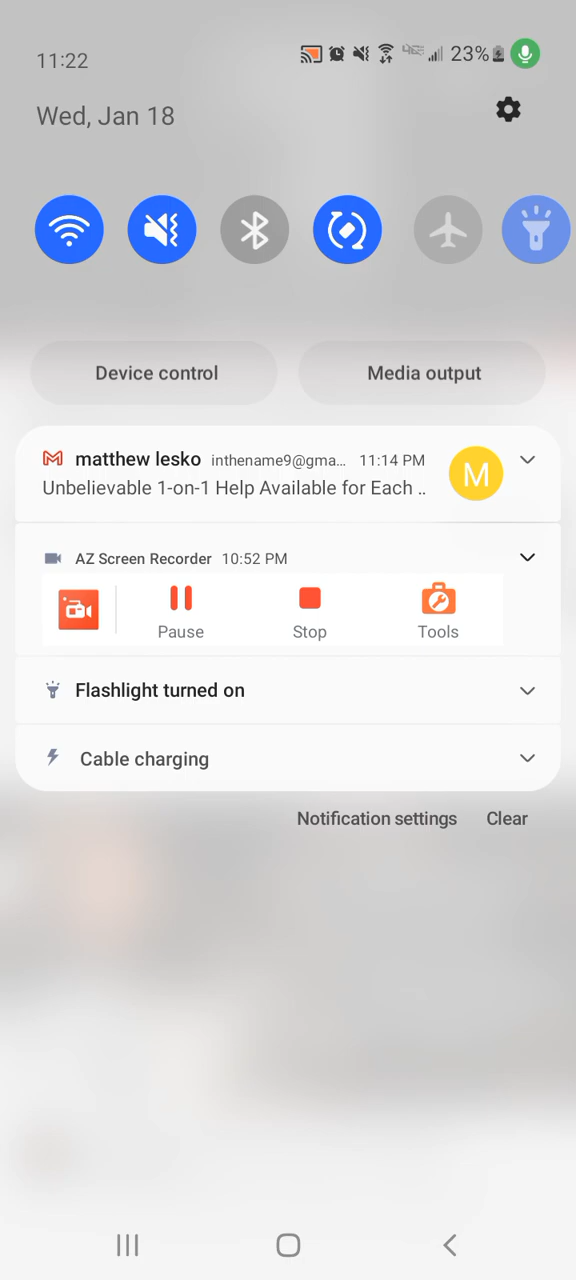 11:22
23%
Wed, Jan 18
Device control Media output
matthew lesko inthename9@gma... 11:14 PM
M
Unbelievable 1-on-1 Help Available for Each ..
AZ Screen Recorder 10:52 PM
Pause Stop Tools
Flashlight turned on
Cable charging
Notification settings Clear